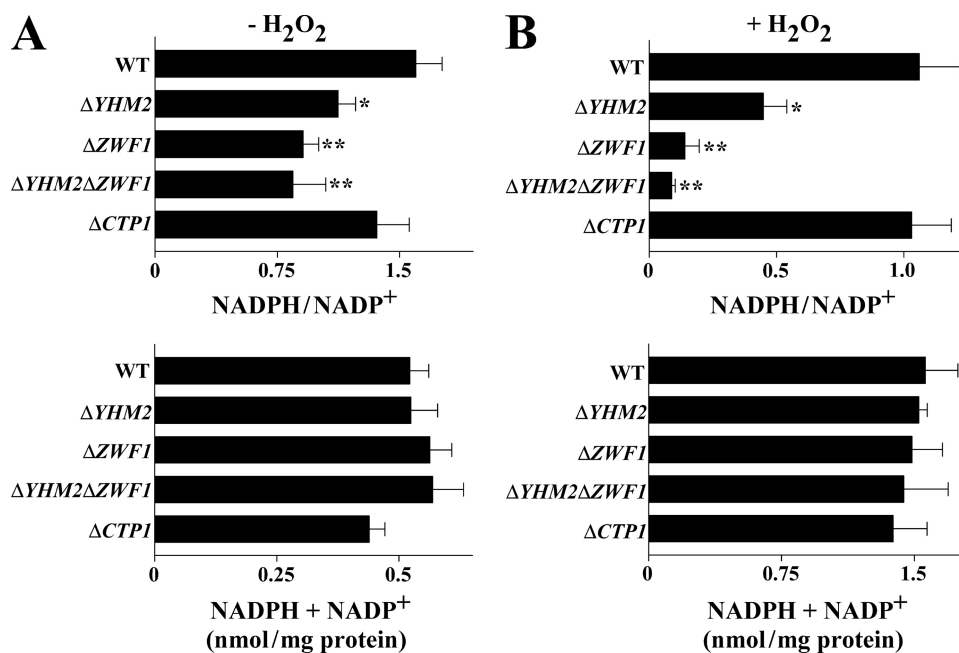 A
- H₂O₂
WT
ΔYHM2
*
ΔZWF1
**
ΔYHM2ΔZWF1
**
ΔCTP1
0 0.75 1.5
NADPH/NADP⁺
WT
ΔYHM2
ΔZWF1
ΔYHM2ΔZWF1
ΔCTP1
0 0.25 0.5
NADPH + NADP⁺
(nmol/mg protein)
B
+ H₂O₂
WT
ΔYHM2
*
ΔZWF1
**
ΔYHM2ΔZWF1
**
ΔCTP1
0 0.5 1.0
NADPH/NADP⁺
WT
ΔYHM2
ΔZWF1
ΔYHM2ΔZWF1
ΔCTP1
0 0.75 1.5
NADPH + NADP⁺
(nmol/mg protein)